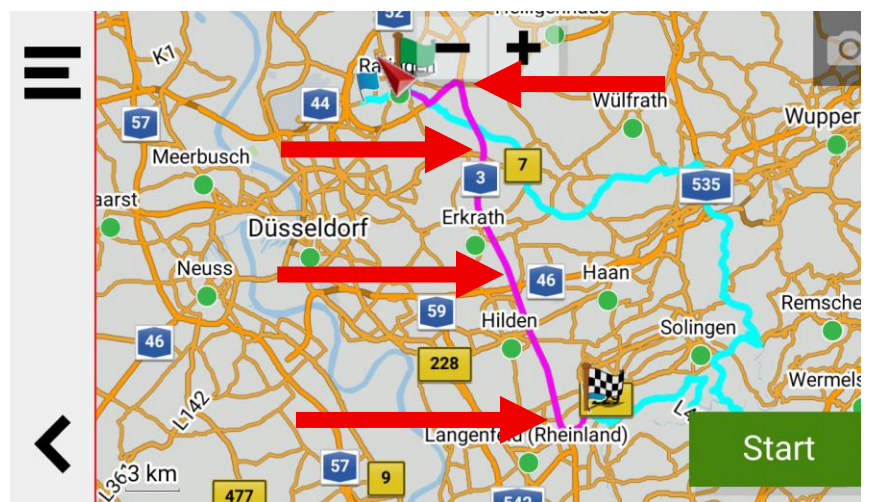 52
Heiligenhaus
K1
Ratingen
44
Wülfrath
57
Wupper
Meerbusch
7
3
535
aarst
Düsseldorf
Erkrath
Neuss
46
Haan
59
Remsche
46
Hilden
Solingen
228
Wermels
L142
Langenfeld (Rheinland)
Start
3 km
57
9
477